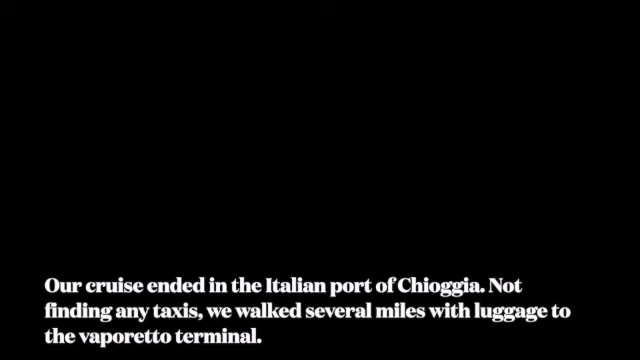 Our cruise ended in the Italian port of Chioggia. Not
finding any taxis, we walked several miles with luggage to
the vaporetto terminal.